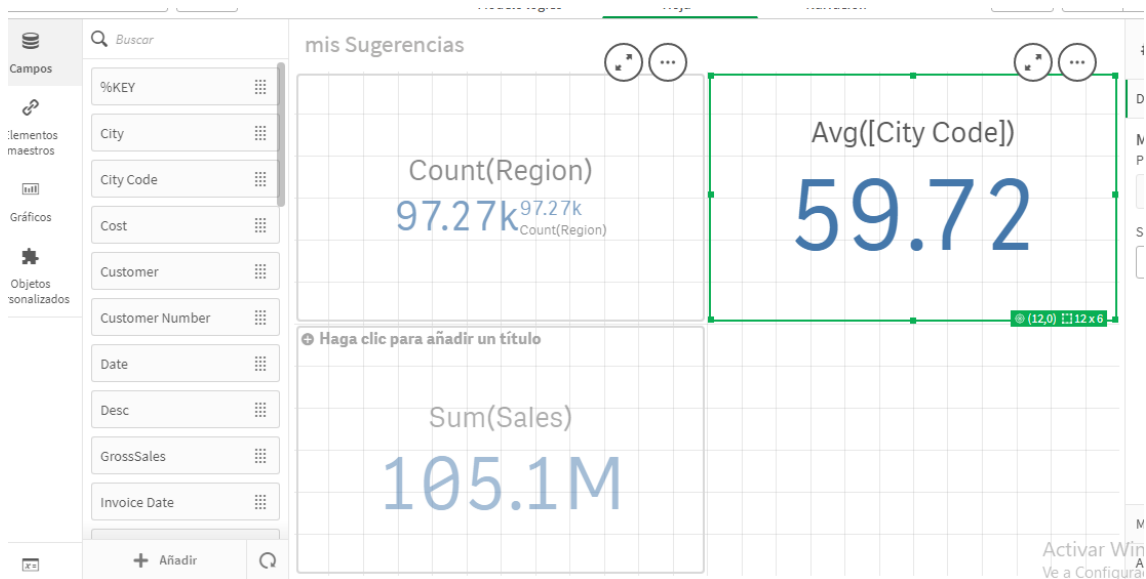 Campos
Elementos
maestros
Gráficos
Objetos
Buscar
%KEY
City
City Code
Cost
Customer
Customer Number
Date
Desc
GrossSales
Invoice Date
Añadir
mis Sugerencias
Count(Region)
97.27k
97.27k
Count(Region)
Avg([City Code])
59.72
(12,0) 12 x 6
Haga clic para añadir un título
Sum(Sales)
105.1M
Activar Win
Ve a Configura